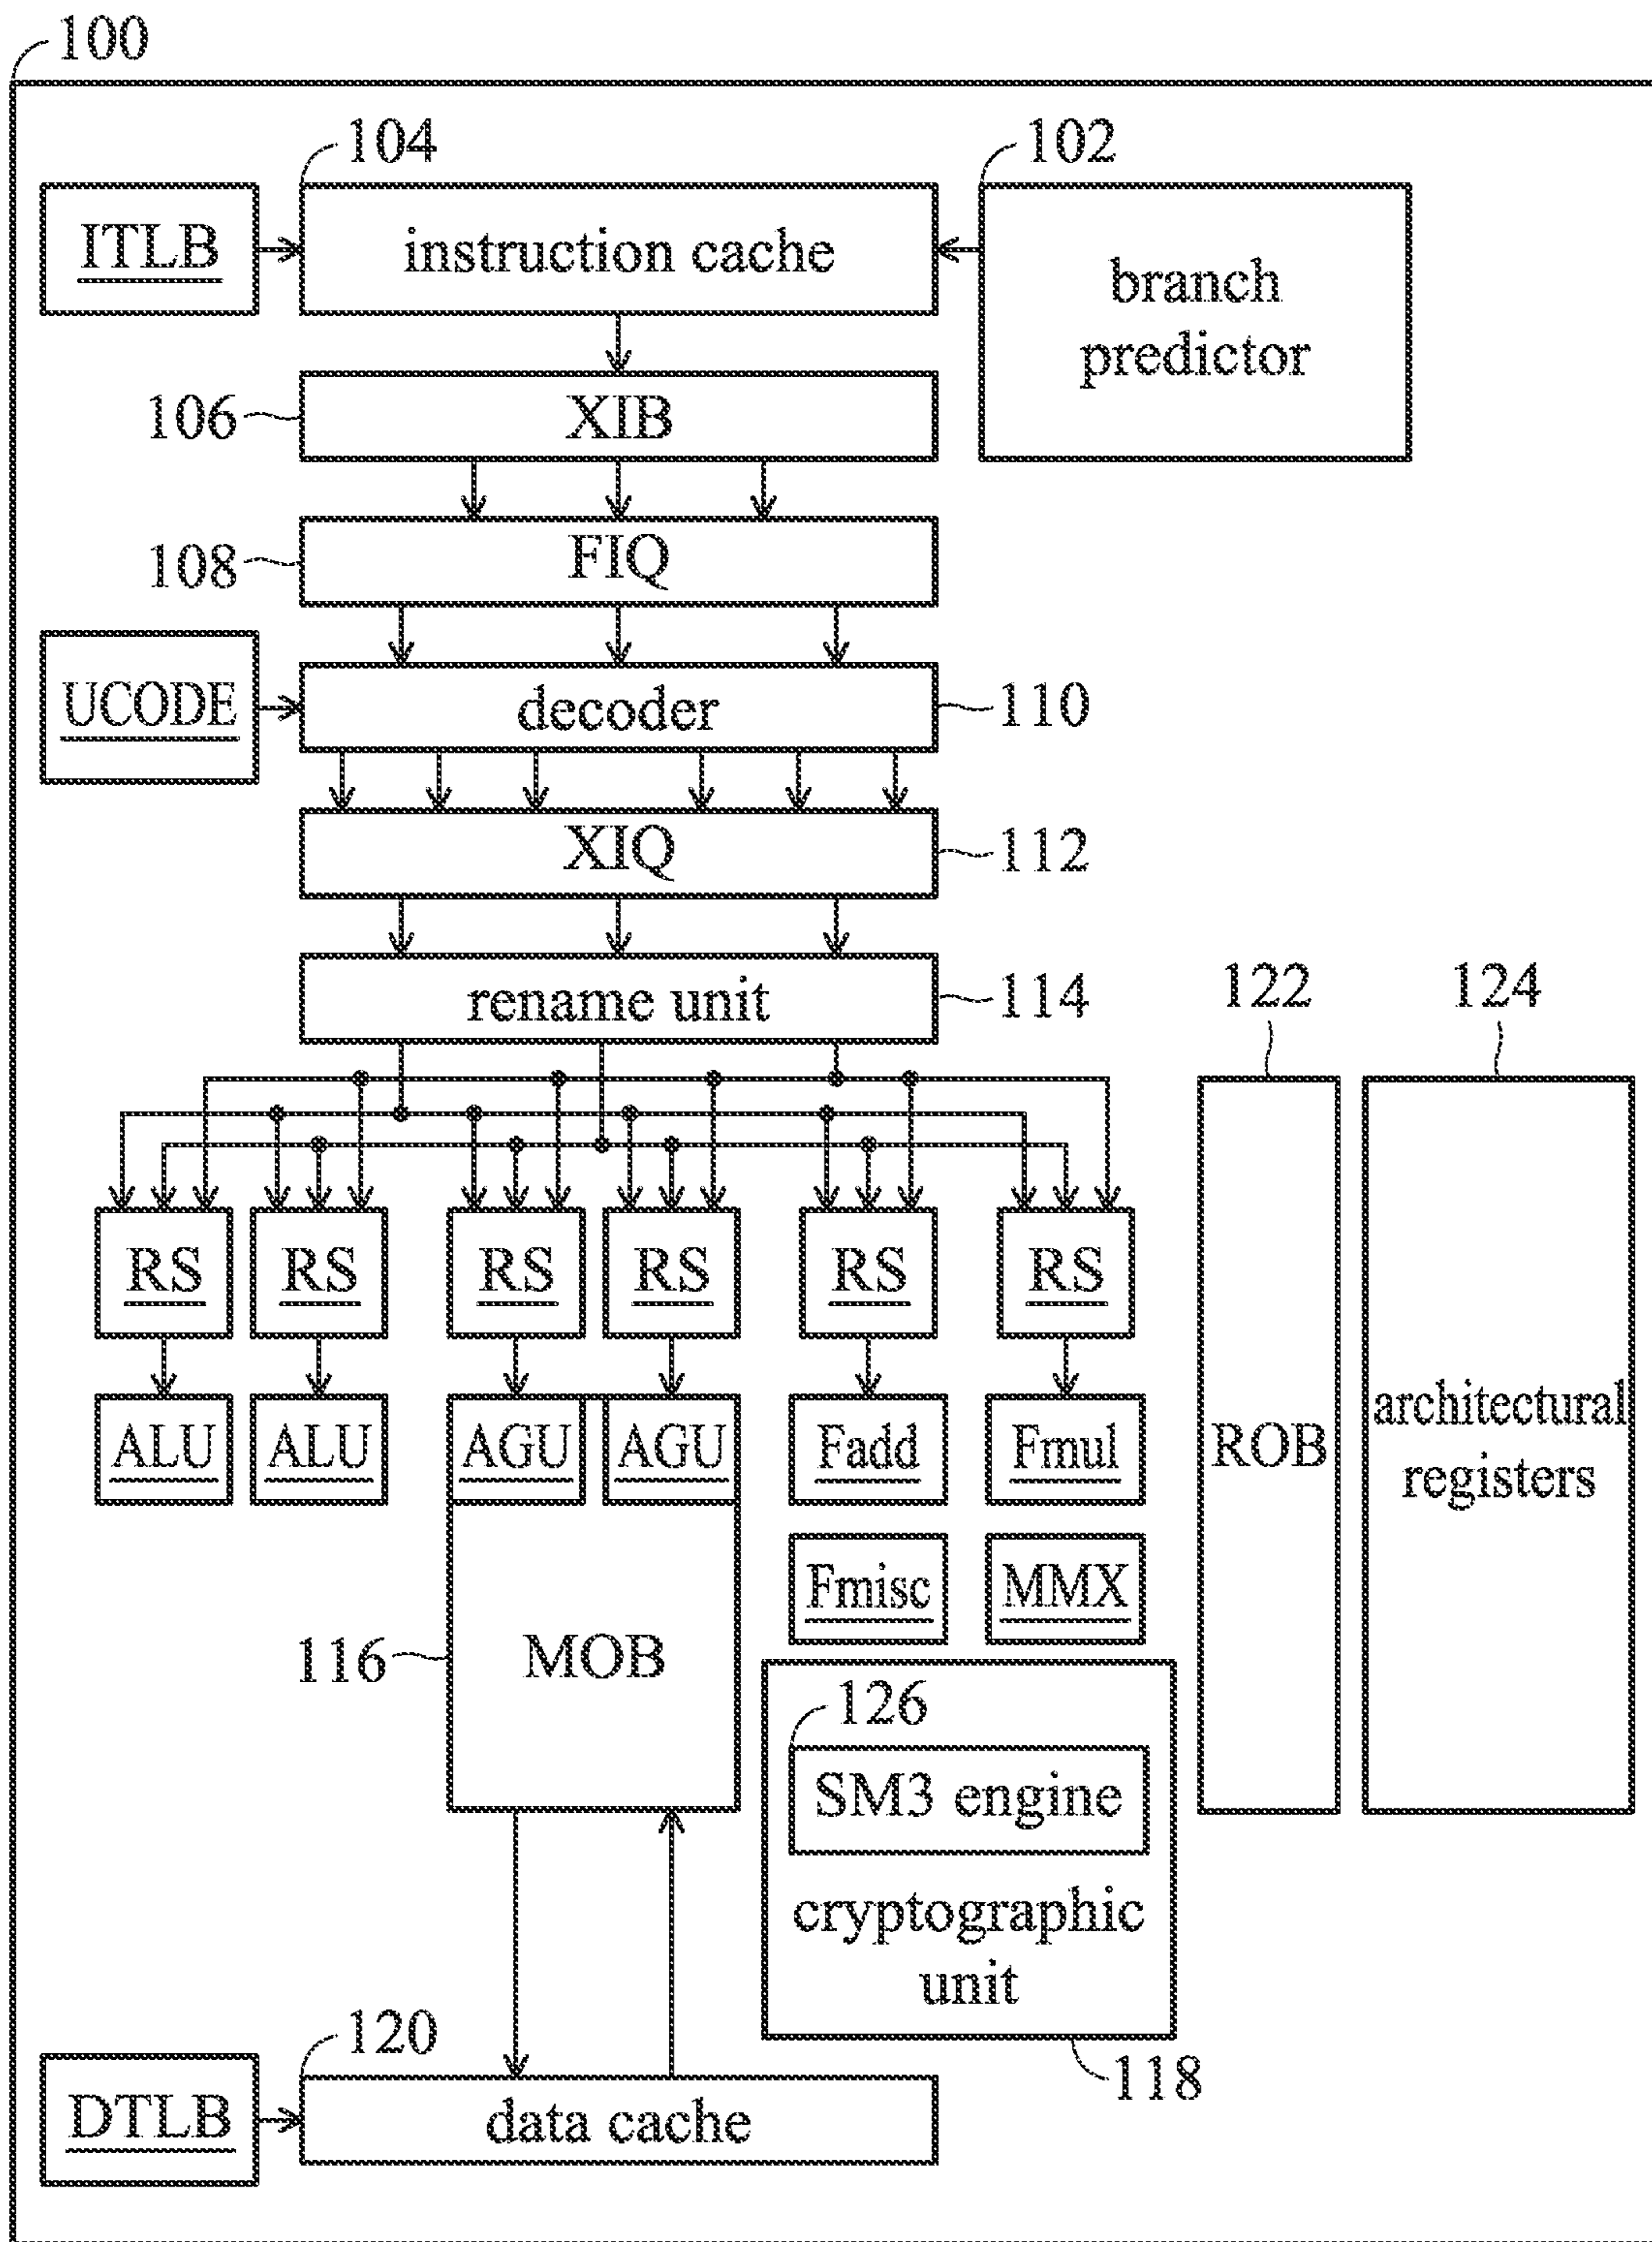 100
104
102
ITLB
instruction cache
branch
predictor
106
XIB
108
FIQ
UCODE
decoder
110
XIQ
112
rename unit
114
122
124
RS
RS
RS
RS
RS
RS
ALU
ALU
AGU
AGU
Fadd
Fmul
ROB
architectural
registers
Fmisc
MMX
116
MOB
126
SM3 engine
cryptographic
unit
118
120
DTLB
data cache